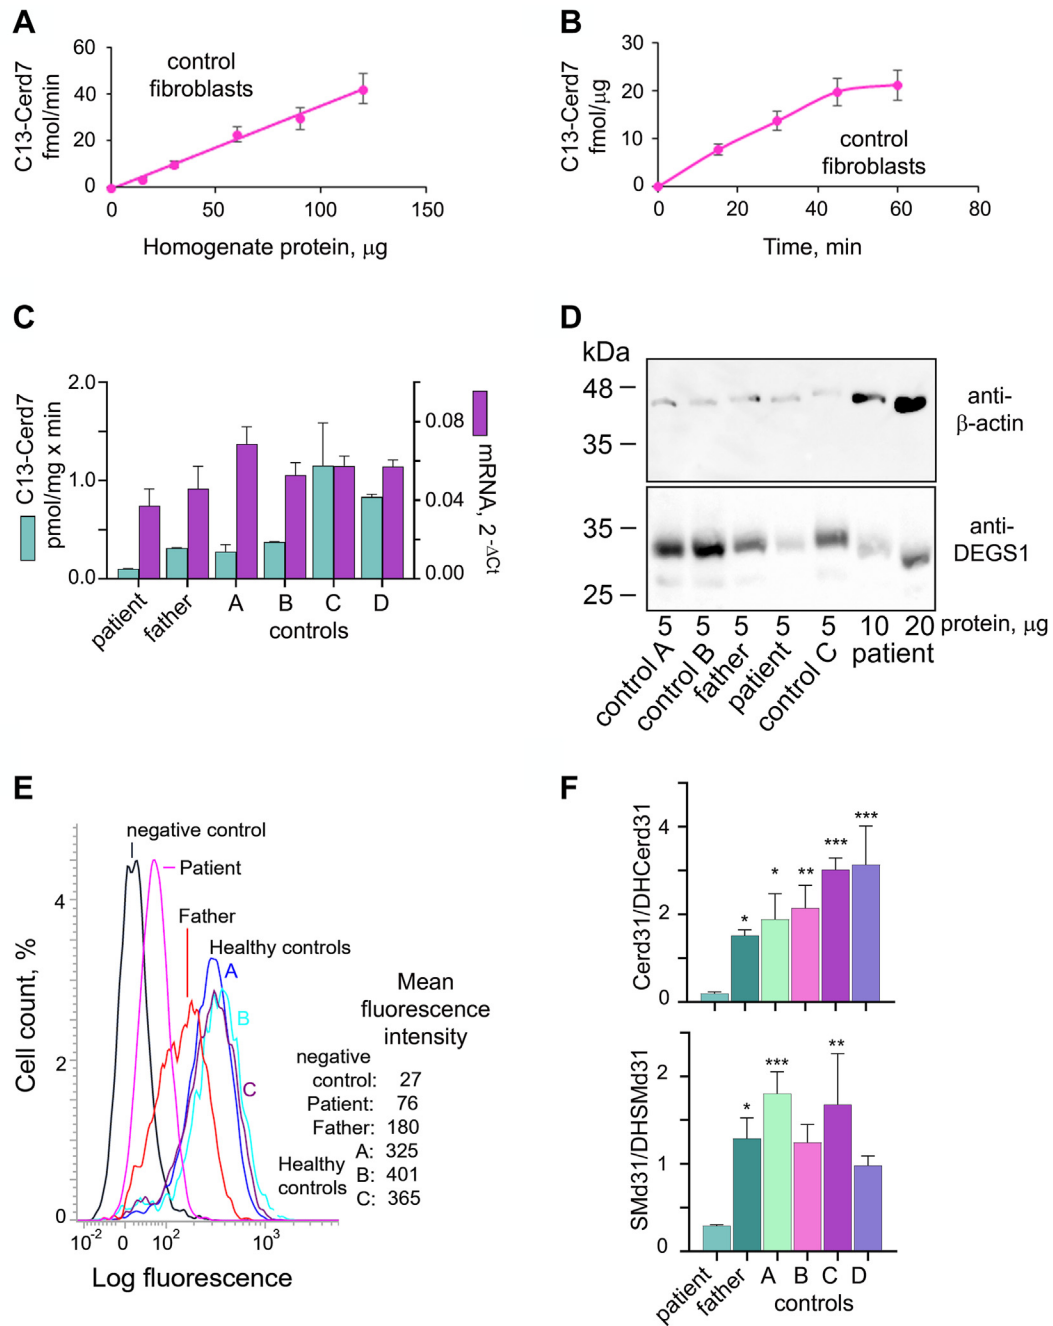 A
C13-Cerd7
fmol/min
60
40
20
0
control
fibroblasts
0
50
100
150
Homogenate protein, μg
B
C13-Cerd7
fmol/μg
30
20
10
0
control
fibroblasts
0
20
40
60
80
Time, min
C
C13-Cerd7
pmol/mg x min
2.0
1.0
0.0
0.08
0.04
0.00
mRNA, 2-ΔCt
patient
father
A
B
C
D
controls
D
kDa
48
35
anti-
β-actin
35
25
anti-
DEGS1
5 5 5 5 5 10 20 protein, μg
control A
control B
father
patient
control C
patient
E
Cell count, %
4
2
0
negative control
Patient
Father
Healthy controls
A
B
C
Mean
fluorescence
intensity
negative
control: 27
Patient: 76
Father: 180
A: 325
Healthy
controls
B: 401
C: 365
10-2 0 102 103
Log fluorescence
F
Cerd31/DHCerd31
4
2
0
*
*
**
***
***
SMd31/DHSMd31
2
1
0
*
***
**
patient
father
A
B
C
D
controls